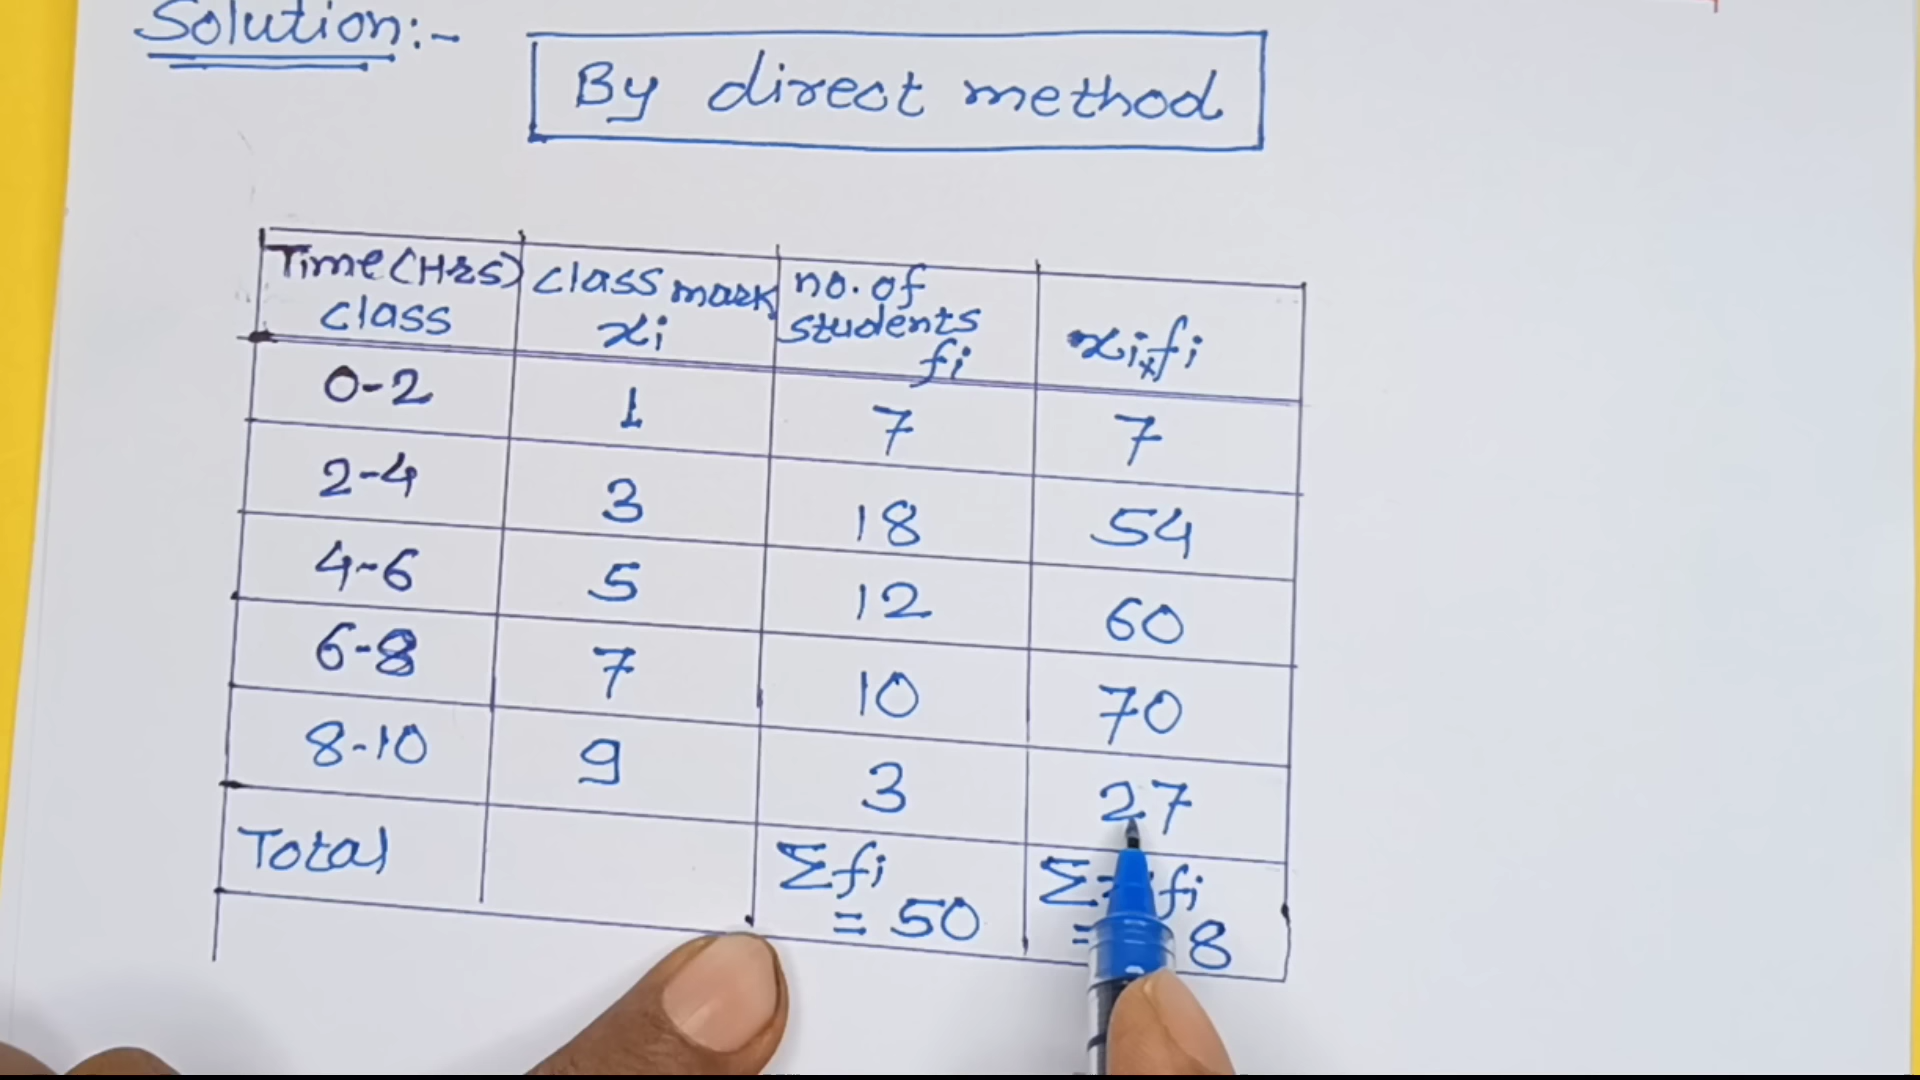 Solution:-
By direct method
Time(Hrs) class mark no. of
class xi students fi xi×fi
0-2 1 7 7
2-4 3 18 54
4-6 5 12 60
6-8 7 10 70
8-10 9 3 27
Total Σfi = 50 Σ fi = 8